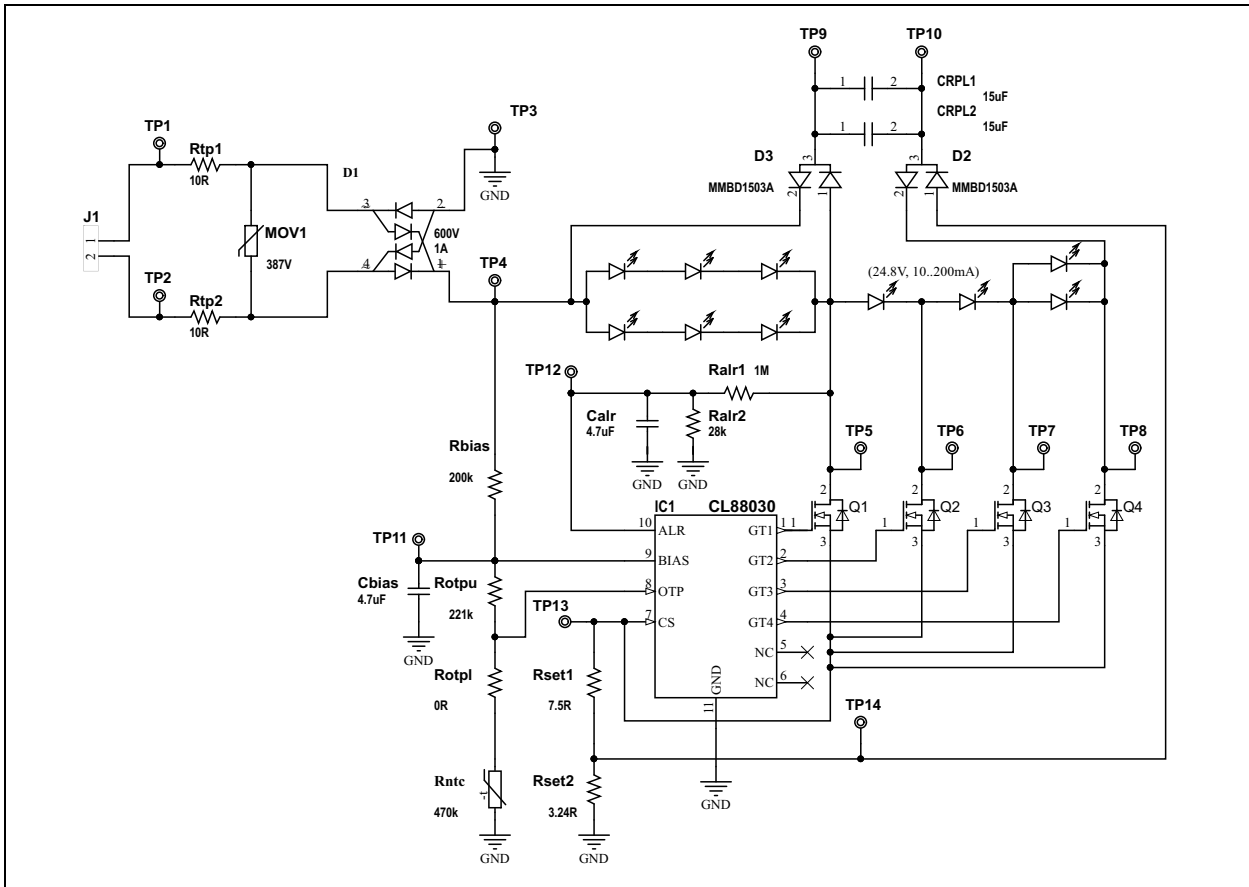 TP9
TP10
1
2
CRPL1
15uF
CRPL2
1
2
15uF
TP3
TP1
Rtp1
10R
D1
GND
D3
3
3
D2
MMBD1503A
2
1
2
1
MMBD1503A
J1
1
2
MOV1
387V
3
2
600V
1A
4
1
TP4
TP2
Rtp2
10R
(24.8V, 10..200mA)
TP12
Ralr1
1M
Calr
4.7uF
Ralr2
28k
GND
GND
TP5
TP6
TP7
TP8
Rbias
200k
IC1
CL88030
2
Q1
2
Q2
2
Q3
2
Q4
10
ALR
GT1
1
1
1
1
1
3
3
3
3
TP11
9
BIAS
GT2
2
Cbias
4.7uF
Rotpu
221k
8
OTP
GT3
3
TP13
7
CS
GT4
4
GND
NC
5
NC
6
Rotpl
0R
Rset1
7.5R
GND
11
TP14
Rntc
470k
-t
Rset2
3.24R
GND
GND
GND